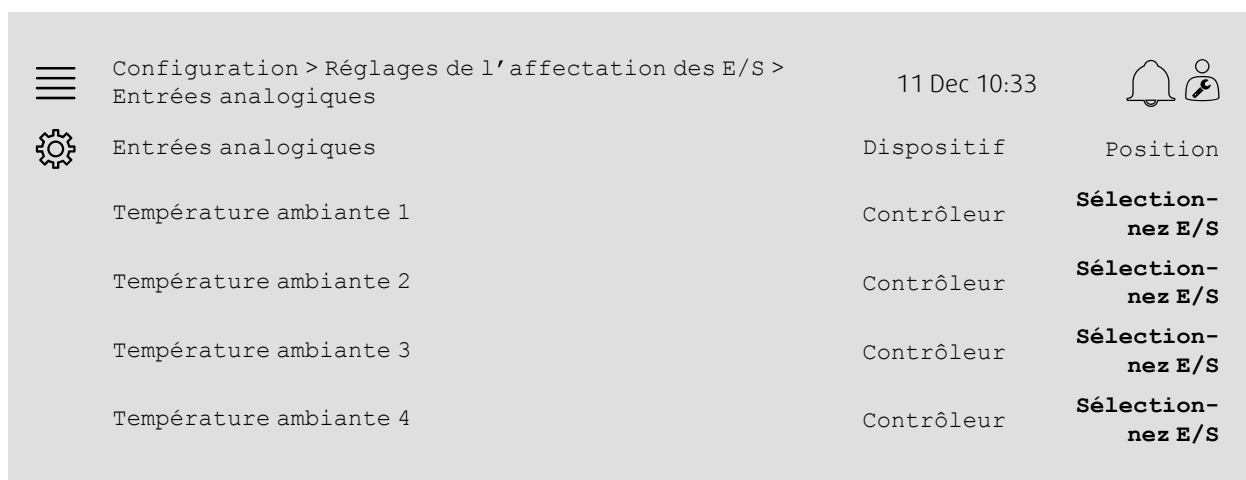 Configuration > Réglages de l'affectation des E/S >
Entrées analogiques
11 Dec 10:33
Entrées analogiques Dispositif Position
Température ambiante 1 Contrôleur Sélection-
nez E/S
Température ambiante 2 Contrôleur Sélection-
nez E/S
Température ambiante 3 Contrôleur Sélection-
nez E/S
Température ambiante 4 Contrôleur Sélection-
nez E/S